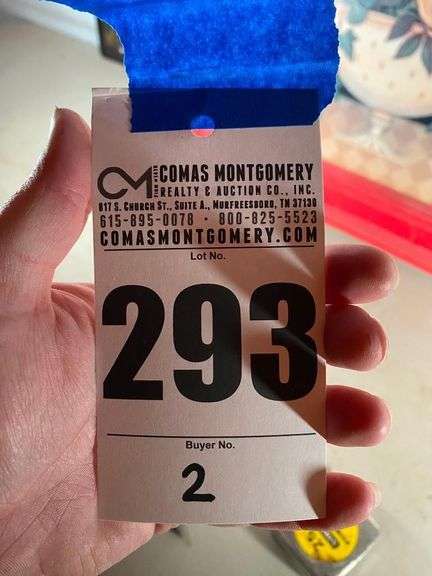 CM COMAS MONTGOMERY
REALTY & AUCTION CO., INC.
617 S. CHURCH ST., SUITE A., MURFREESBORO, TN 37130
615-895-0078 · 800-825-5523
COMASMONTGOMERY.COM
Lot No.
293
Buyer No.
2